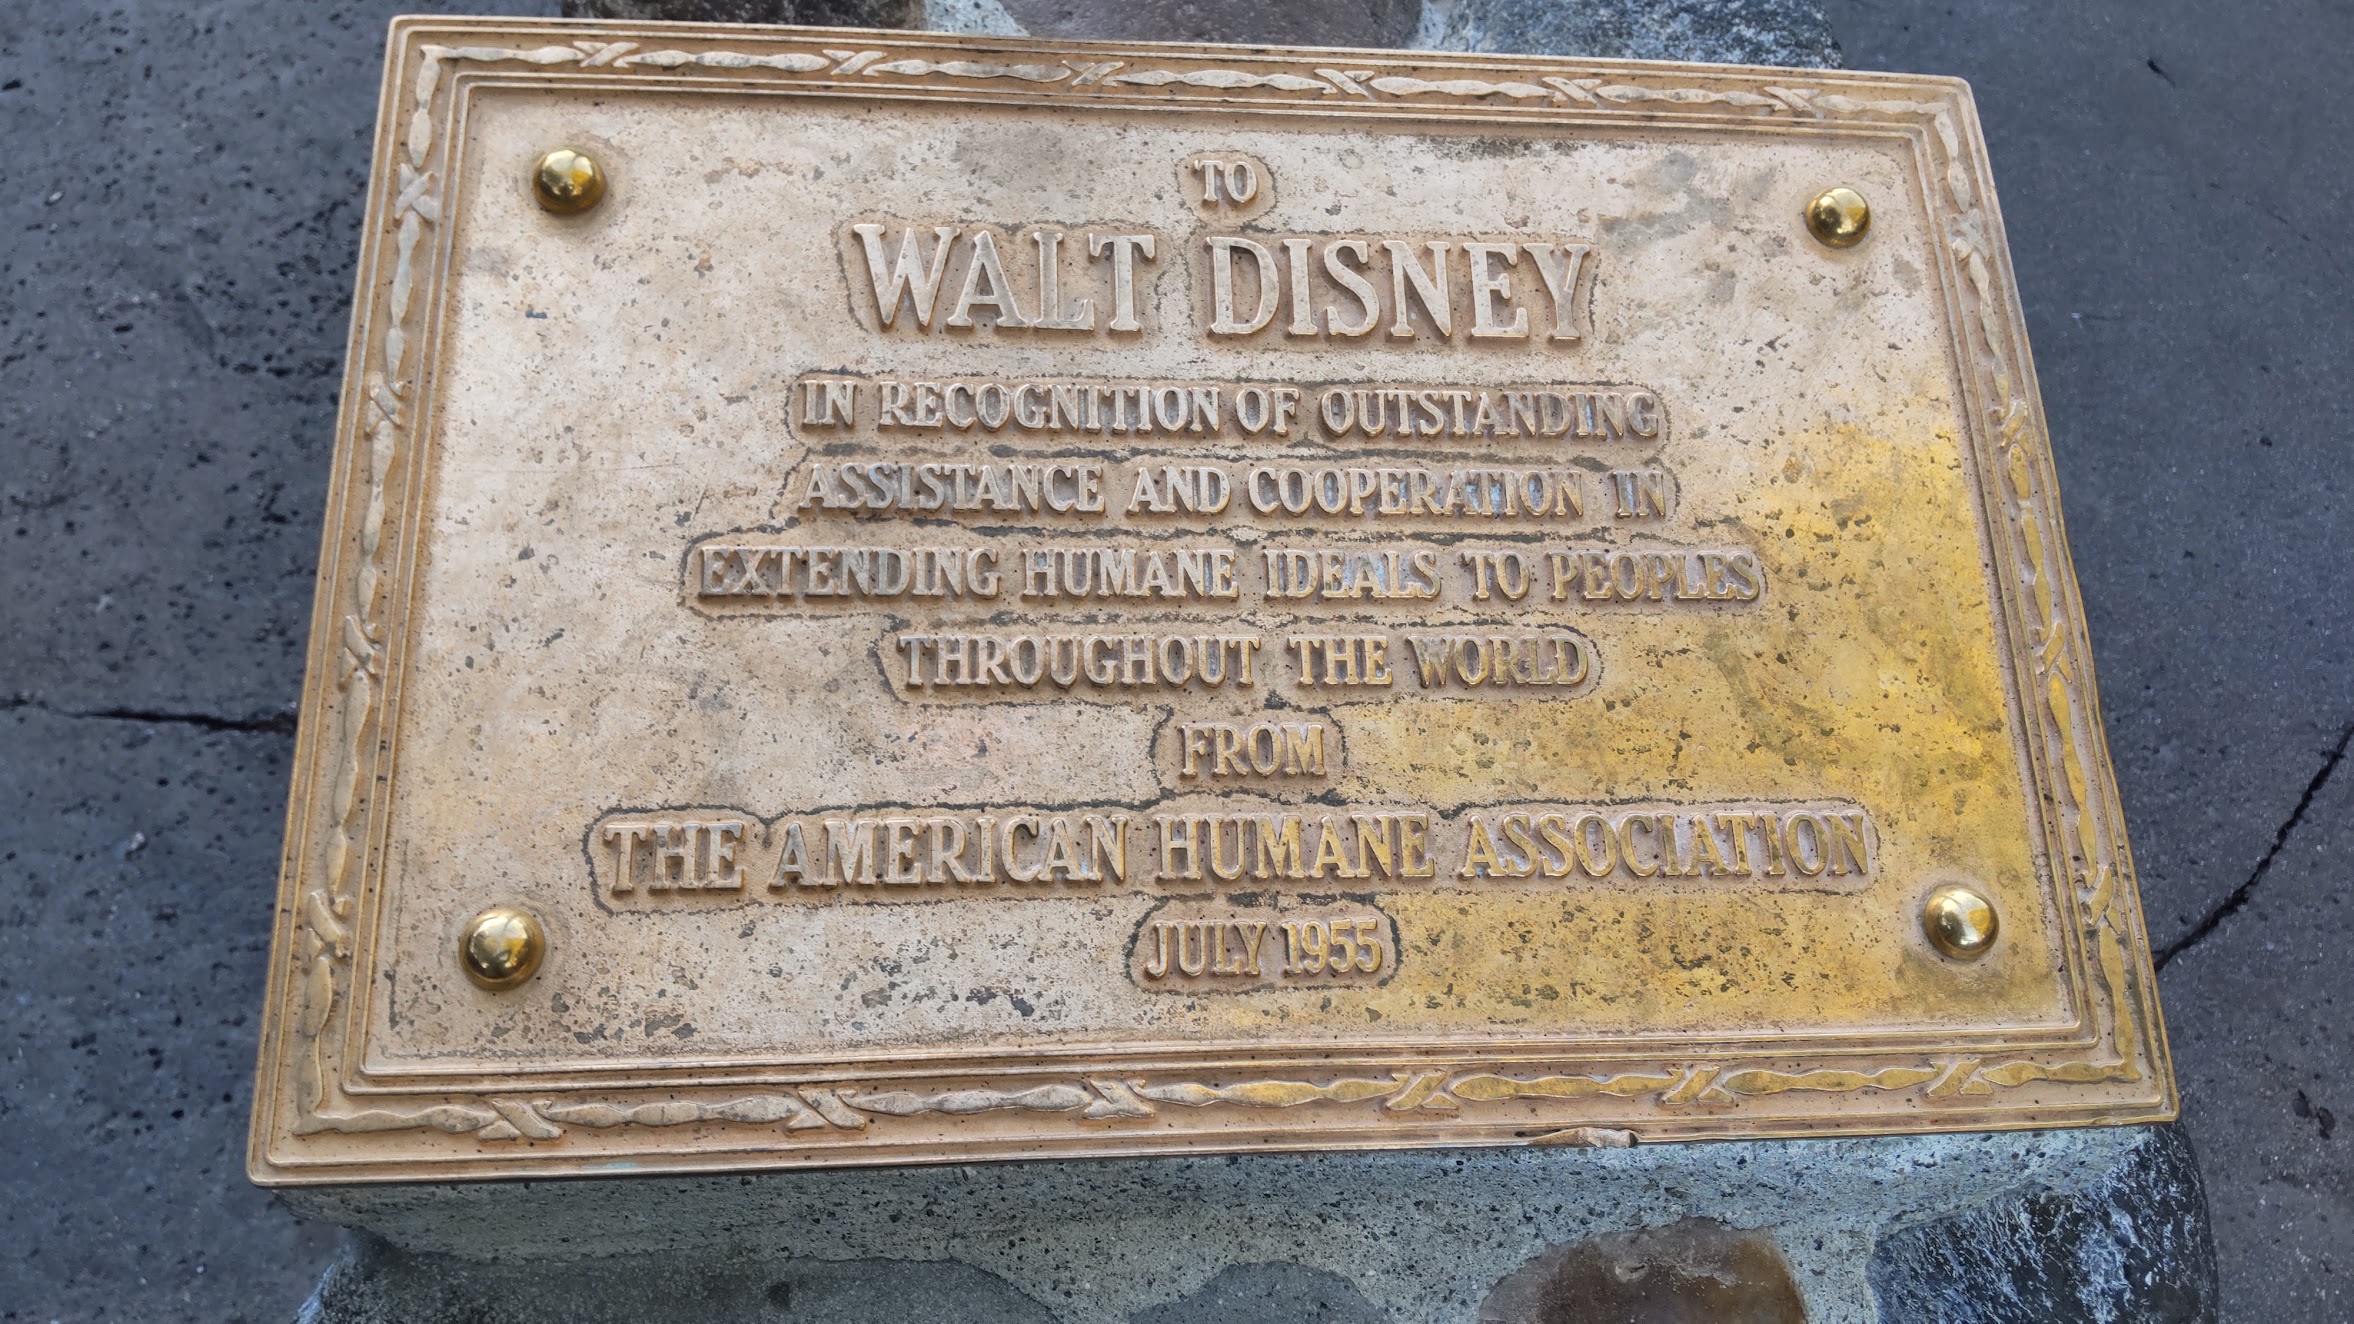 TO
WALT DISNEY
IN RECOGNITION OF OUTSTANDING
ASSISTANCE AND COOPERATION IN
EXTENDING HUMANE IDEALS TO PEOPLES
THROUGHOUT THE WORLD
FROM
THE AMERICAN HUMANE ASSOCIATION
JULY 1955